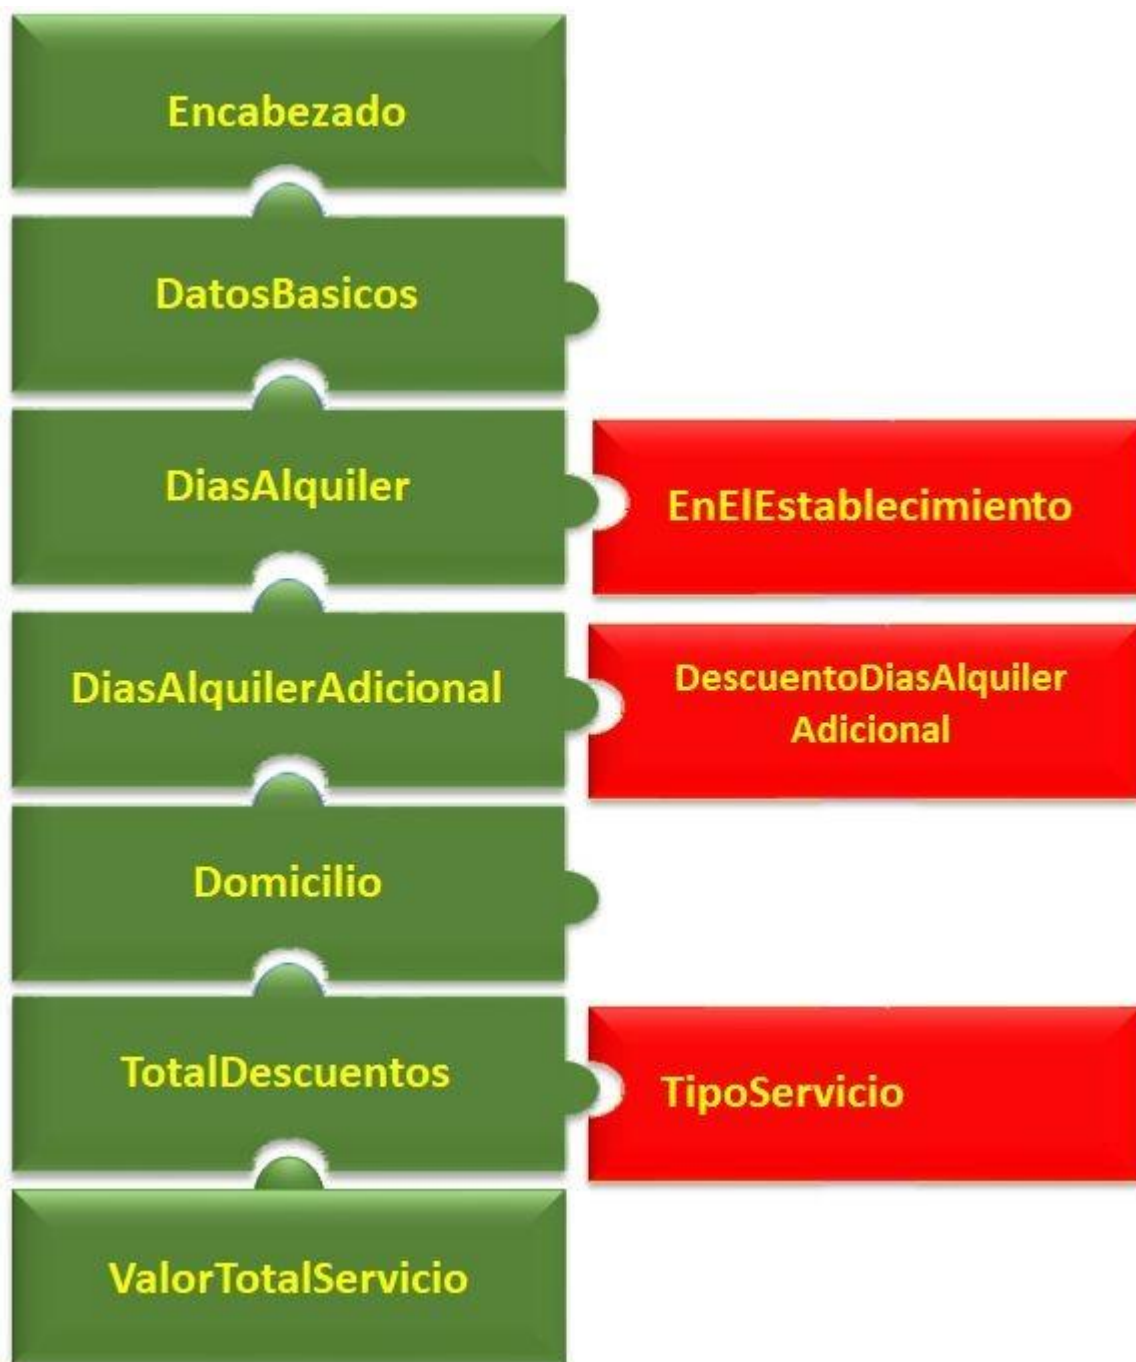 Encabezado
DatosBasicos
DiasAlquiler
EnElEstablecimiento
DiasAlquilerAdicional
DescuentoDiasAlquiler
Adicional
Domicilio
TotalDescuentos
TipoServicio
ValorTotalServicio